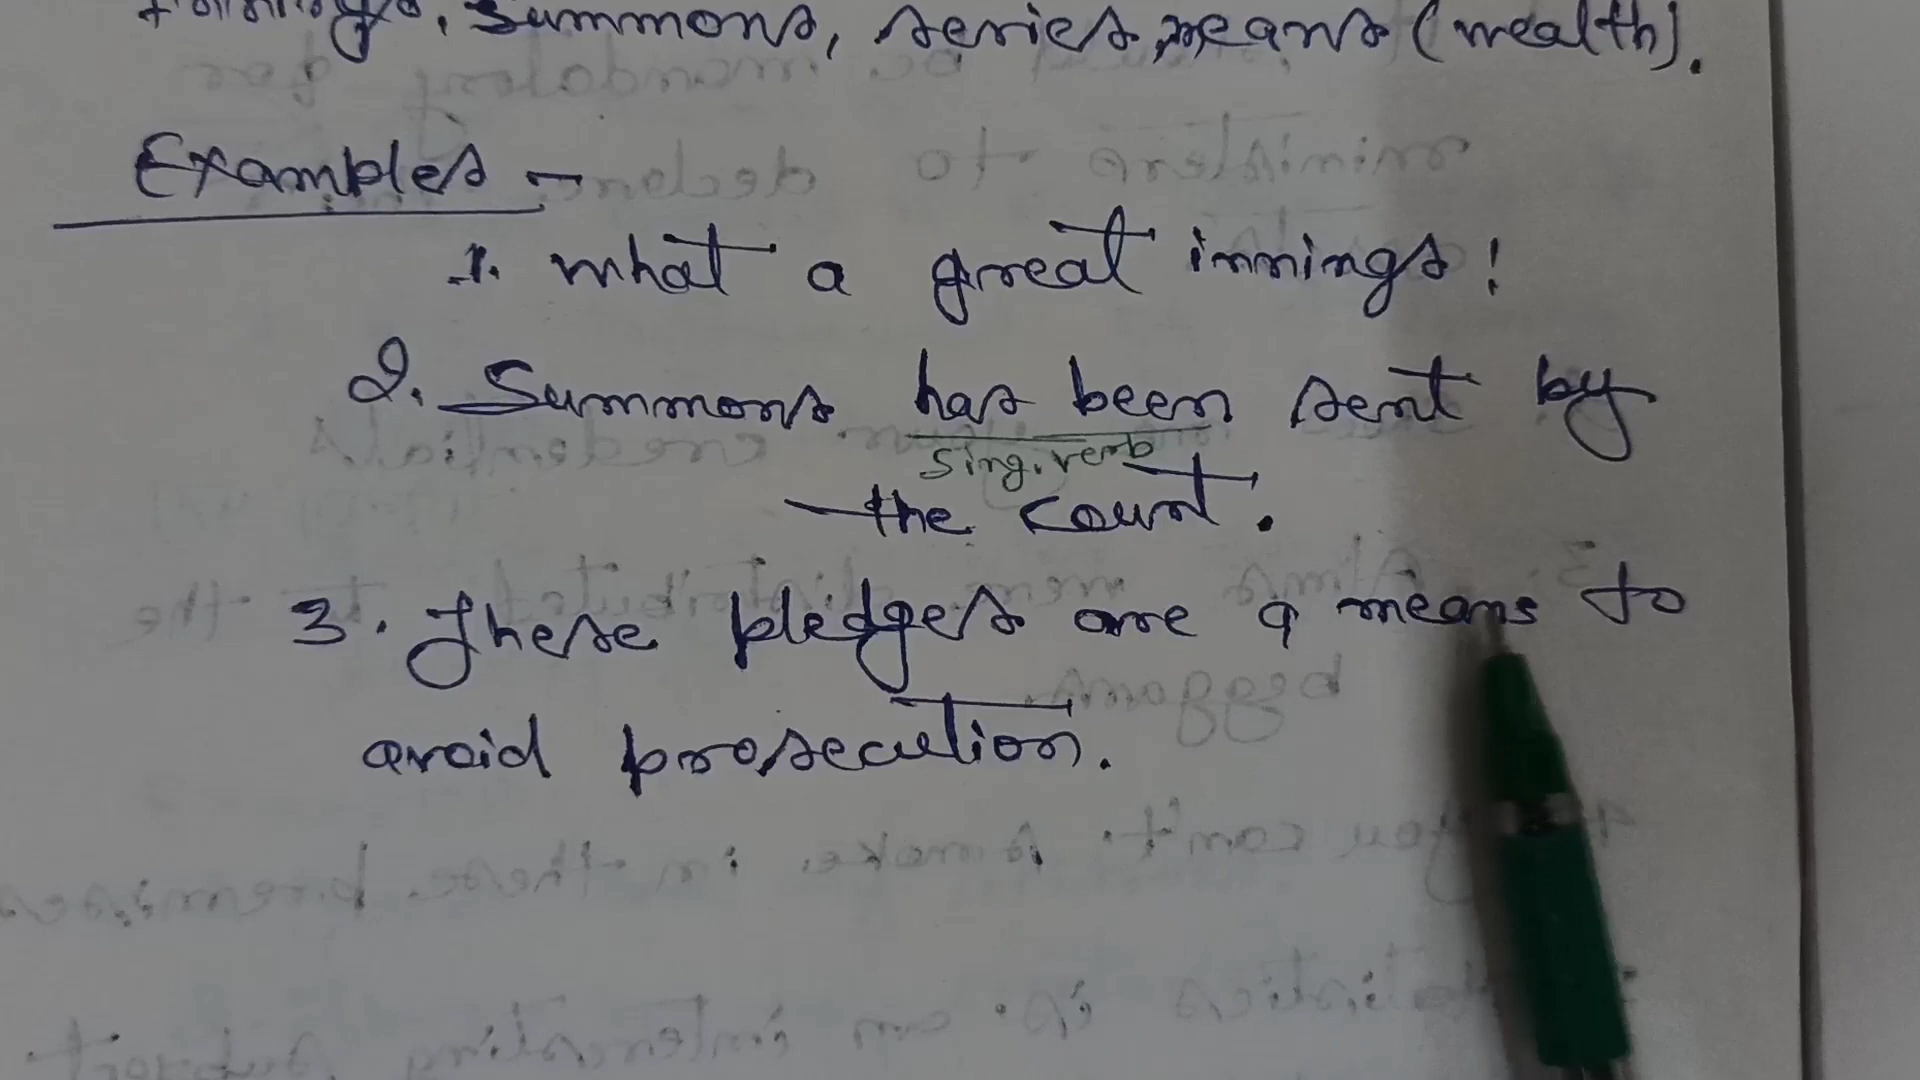 summons, series, means (wealth).
Examples -
1. What a great innings!
2. Summons has been sent by
sing. verb
the court.
3. These pledges are a means to
avoid prosecution.